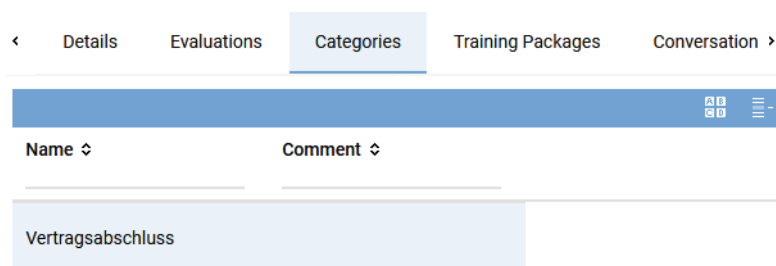 Details Evaluations Categories Training Packages Conversation
A B
C D
Name Comment
Vertragsabschluss